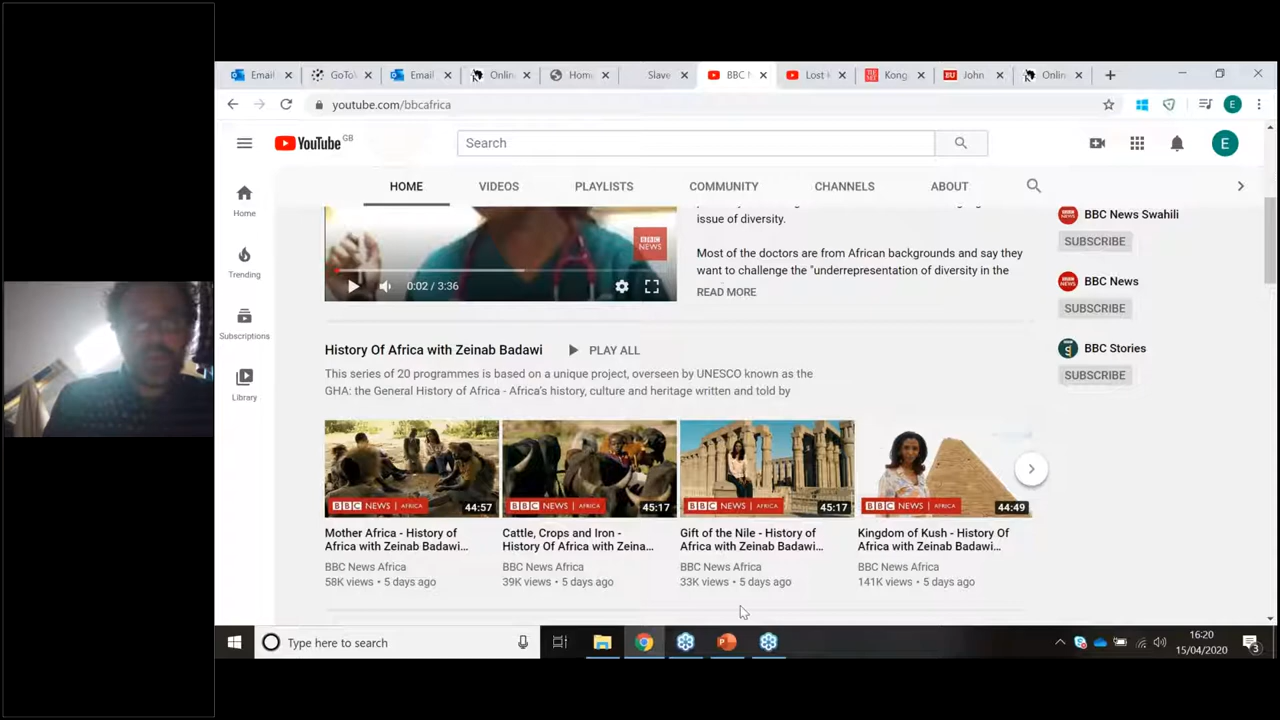 Email
GoToW
Email
Onlin
Home
Slave
BBC N
Lost k
Kong
John
Onlin
youtube.com/bbcafrica
YouTube GB
Search
E
HOME VIDEOS PLAYLISTS COMMUNITY CHANNELS ABOUT
Home
Trending
Subscriptions
Library
BBC NEWS
0:02 / 3:36
issue of diversity.
Most of the doctors are from African backgrounds and say they
want to challenge the "underrepresentation of diversity in the
READ MORE
BBC News Swahili
SUBSCRIBE
BBC News
SUBSCRIBE
BBC Stories
SUBSCRIBE
History Of Africa with Zeinab Badawi PLAY ALL
This series of 20 programmes is based on a unique project, overseen by UNESCO known as the
GHA: the General History of Africa - Africa's history, culture and heritage written and told by
BBC NEWS AFRICA 44:57
Mother Africa - History of
Africa with Zeinab Badawi...
BBC News Africa
58K views • 5 days ago
BBC NEWS AFRICA 45:17
Cattle, Crops and Iron -
History Of Africa with Zeina...
BBC News Africa
39K views • 5 days ago
BBC NEWS AFRICA 45:17
Gift of the Nile - History of
Africa with Zeinab Badawi...
BBC News Africa
33K views • 5 days ago
BBC NEWS AFRICA 44:49
Kingdom of Kush - History Of
Africa with Zeinab Badawi...
BBC News Africa
141K views • 5 days ago
Type here to search
16:20
15/04/2020
3